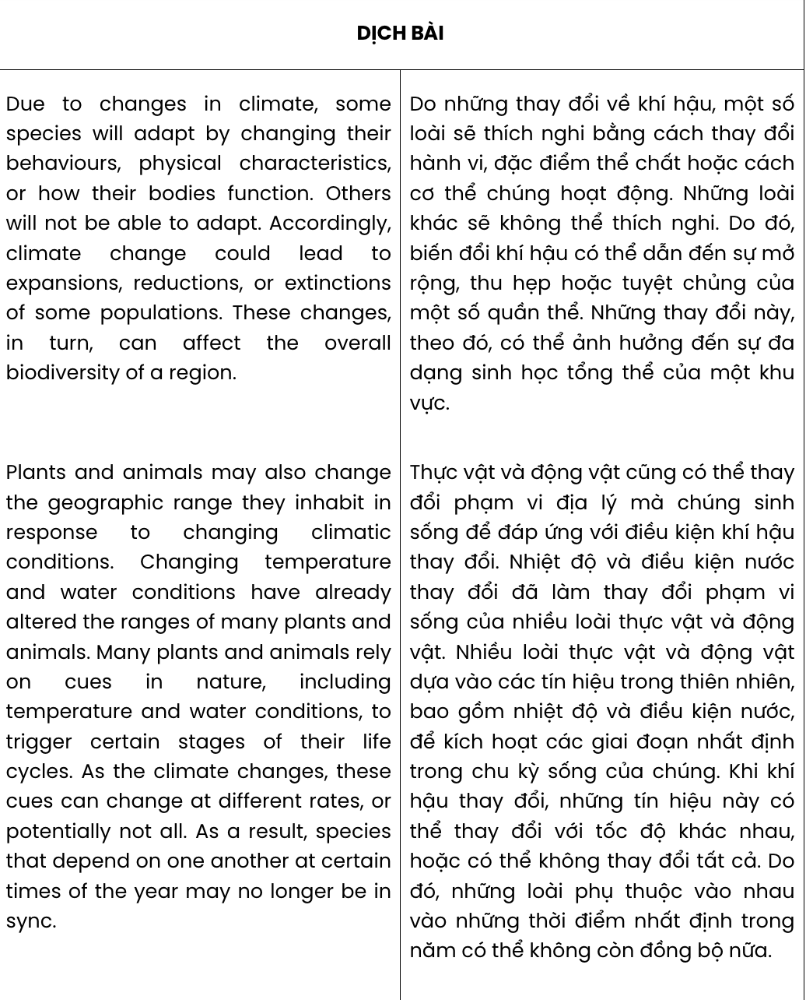 DỊCH BÀI
Due to changes in climate, some
species will adapt by changing their
behaviours, physical characteristics,
or how their bodies function. Others
will not be able to adapt. Accordingly,
climate change could lead to
expansions, reductions, or extinctions
of some populations. These changes,
in turn, can affect the overall
biodiversity of a region.
Do những thay đổi về khí hậu, một số
loài sẽ thích nghi bằng cách thay đổi
hành vi, đặc điểm thể chất hoặc cách
cơ thể chúng hoạt động. Những loài
khác sẽ không thể thích nghi. Do đó,
biến đổi khí hậu có thể dẫn đến sự mở
rộng, thu hẹp hoặc tuyệt chủng của
một số quần thể. Những thay đổi này,
theo đó, có thể ảnh hưởng đến sự đa
dạng sinh học tổng thể của một khu
vực.
Plants and animals may also change
the geographic range they inhabit in
response to changing climatic
conditions. Changing temperature
and water conditions have already
altered the ranges of many plants and
animals. Many plants and animals rely
on cues in nature, including
temperature and water conditions, to
trigger certain stages of their life
cycles. As the climate changes, these
cues can change at different rates, or
potentially not all. As a result, species
that depend on one another at certain
times of the year may no longer be in
sync.
Thực vật và động vật cũng có thể thay
đổi phạm vi địa lý mà chúng sinh
sống để đáp ứng với điều kiện khí hậu
thay đổi. Nhiệt độ và điều kiện nước
thay đổi đã làm thay đổi phạm vi
sống của nhiều loài thực vật và động
vật. Nhiều loài thực vật và động vật
dựa vào các tín hiệu trong thiên nhiên,
bao gồm nhiệt độ và điều kiện nước,
để kích hoạt các giai đoạn nhất định
trong chu kỳ sống của chúng. Khi khí
hậu thay đổi, những tín hiệu này có
thể thay đổi với tốc độ khác nhau,
hoặc có thể không thay đổi tất cả. Do
đó, những loài phụ thuộc vào nhau
vào những thời điểm nhất định trong
năm có thể không còn đồng bộ nữa.